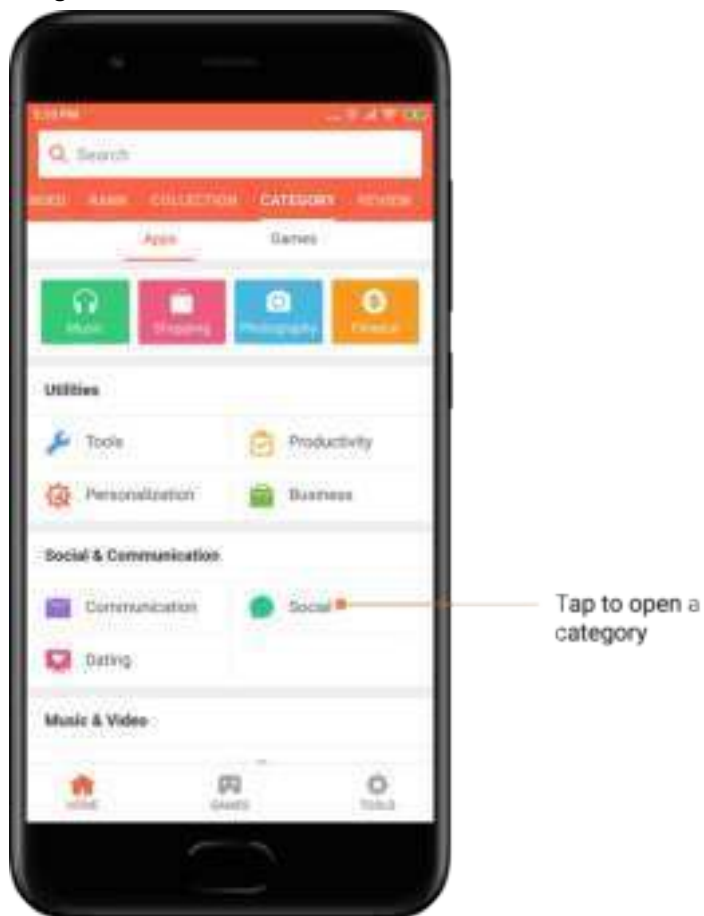 Search
COLLECTION CATEGORY REVIEW
Apps Games
Music Shopping Photography Finance
Utilities
Tools Productivity
Personalization Business
Social & Communication
Communication Social
Tap to open a
category
Dating
Music & Video
HOME GAMES TOOLS